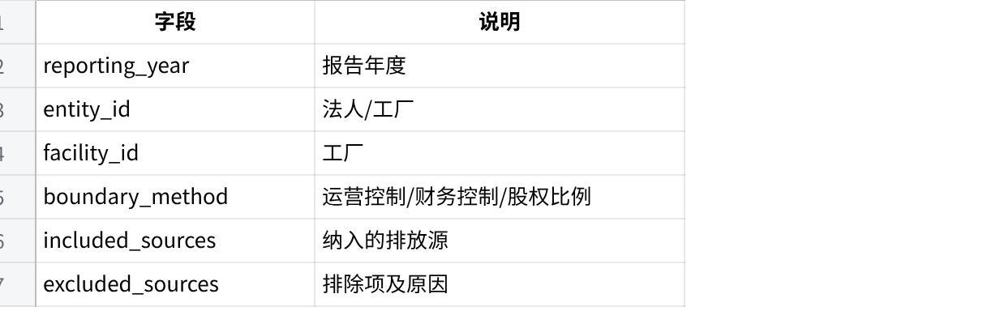 1 字段 说明
2 reporting_year 报告年度
3 entity_id 法人/工厂
4 facility_id 工厂
5 boundary_method 运营控制/财务控制/股权比例
6 included_sources 纳入的排放源
7 excluded_sources 排除项及原因